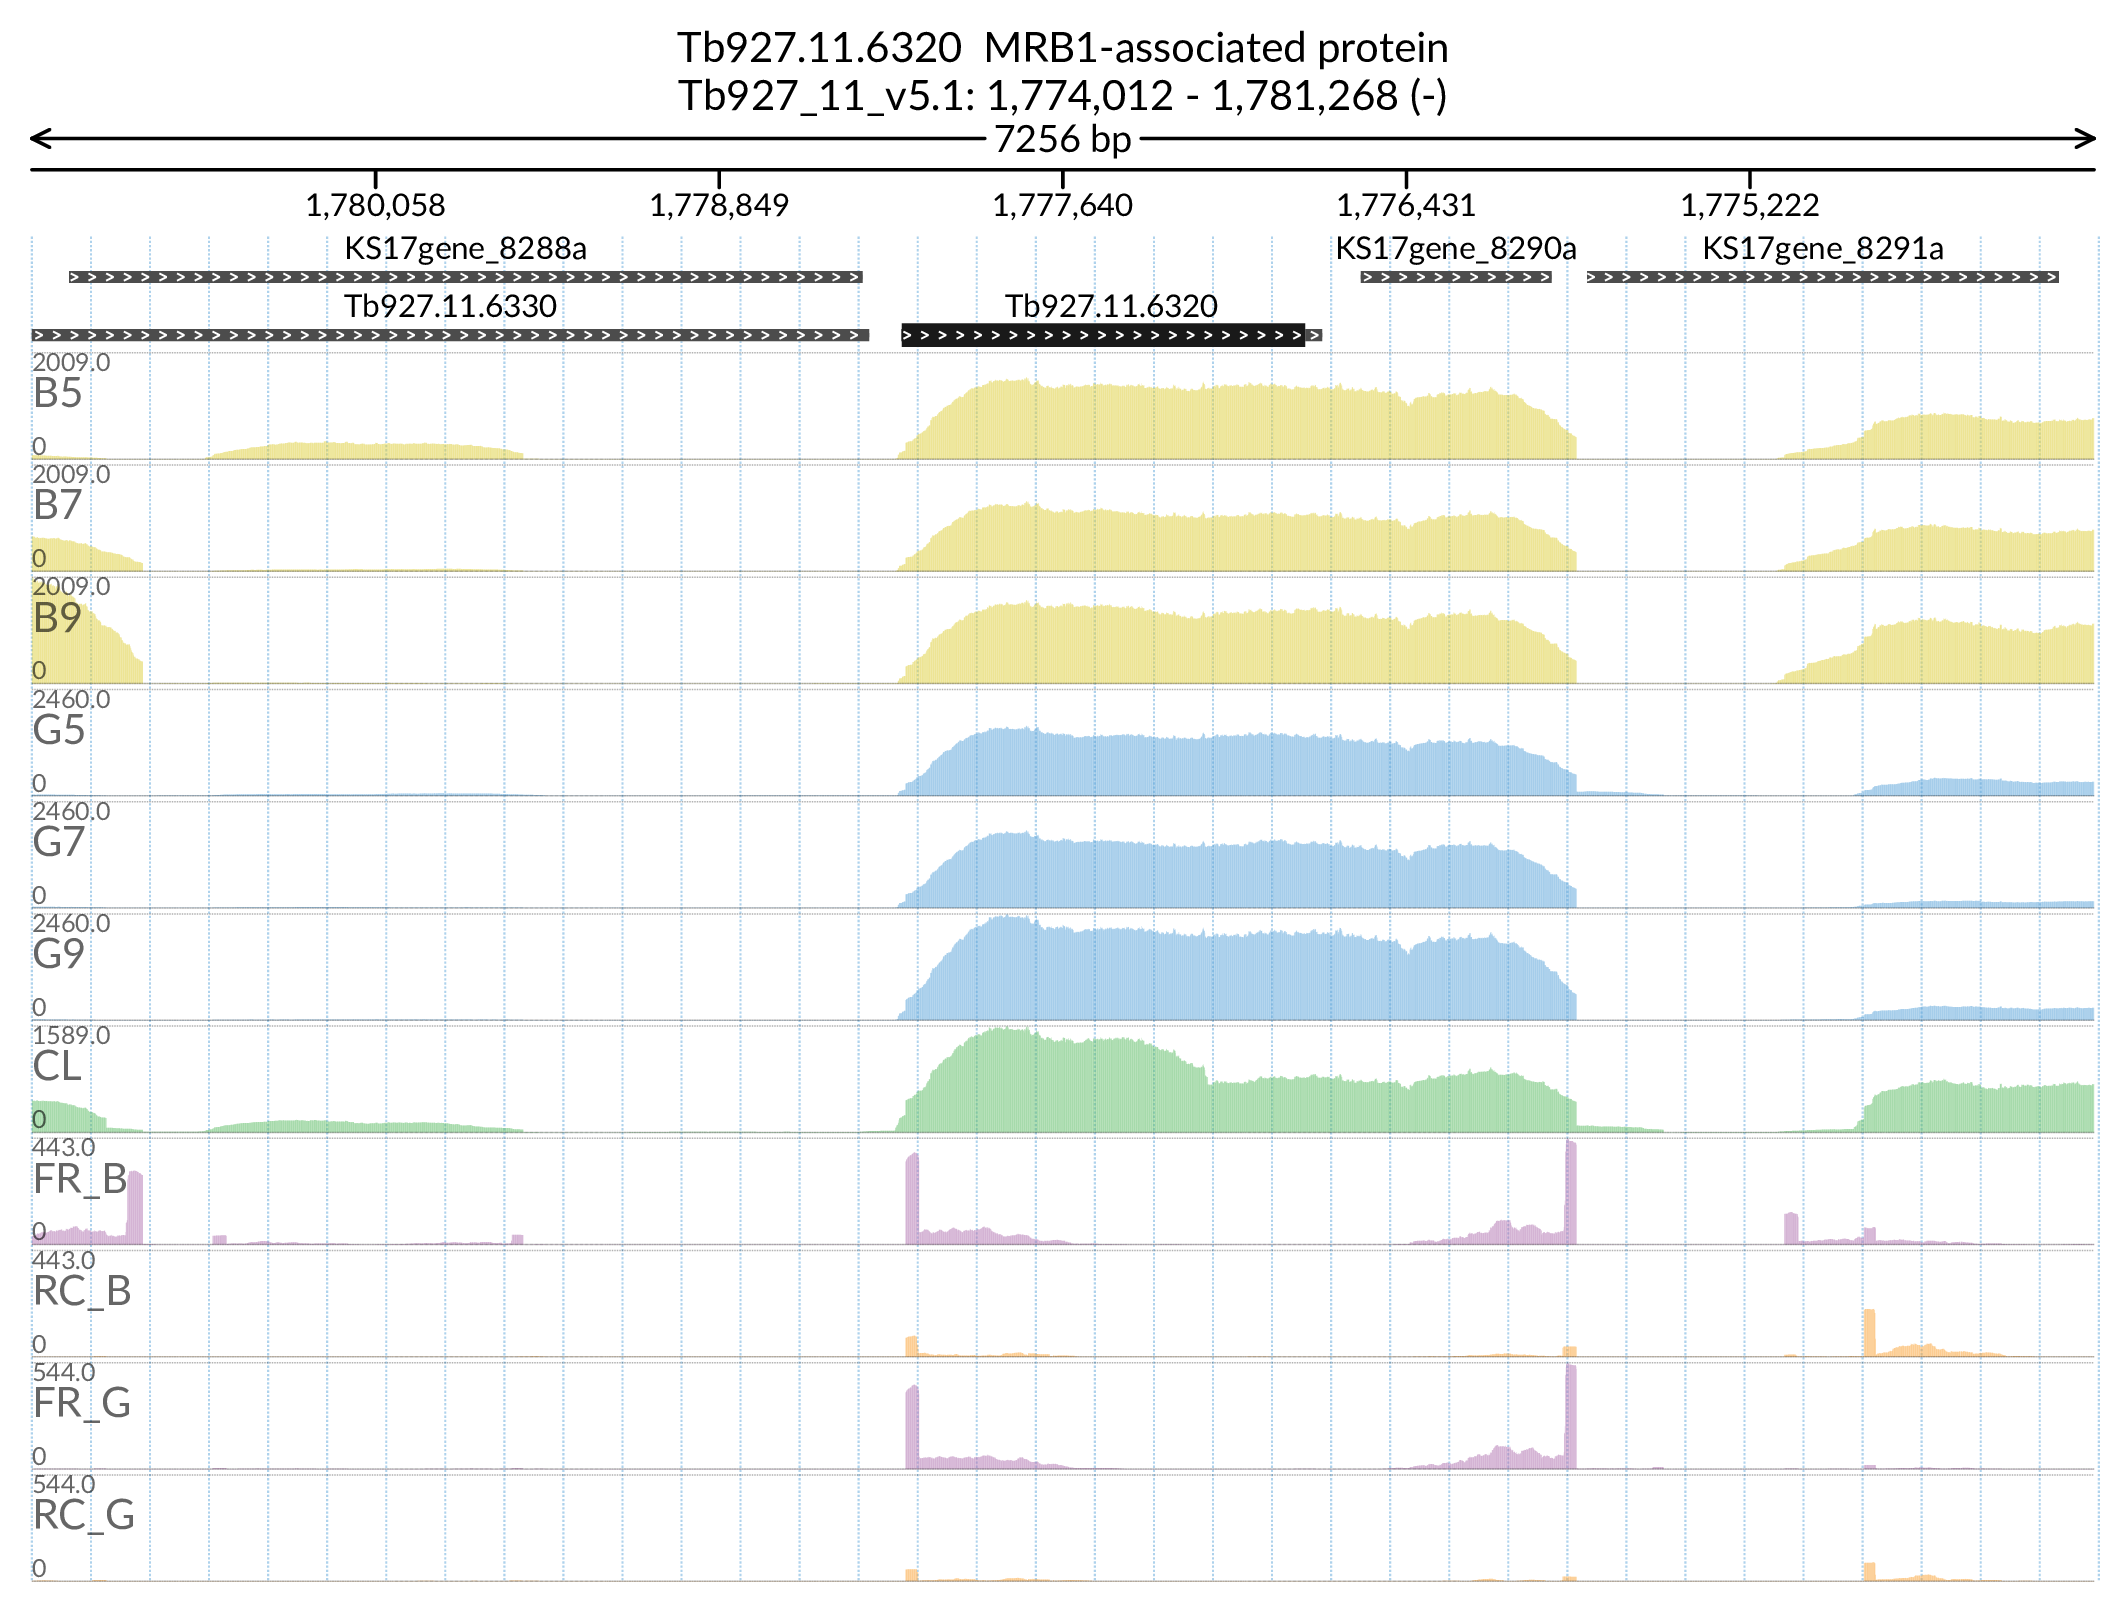 Tb927.11.6320  MRB1-associated protein
Tb927_11_v5.1: 1,774,012 - 1,781,268 (-)
7256 bp
1,780,058 1,778,849 1,777,640 1,776,431 1,775,222
KS17gene_8288a KS17gene_8290a KS17gene_8291a
Tb927.11.6330 Tb927.11.6320
2009.0
B5
0
2009.0
B7
0
2009.0
B9
0
2460.0
G5
0
2460.0
G7
0
2460.0
G9
0
1589.0
CL
0
443.0
FR_B
0
443.0
RC_B
0
544.0
FR_G
0
544.0
RC_G
0